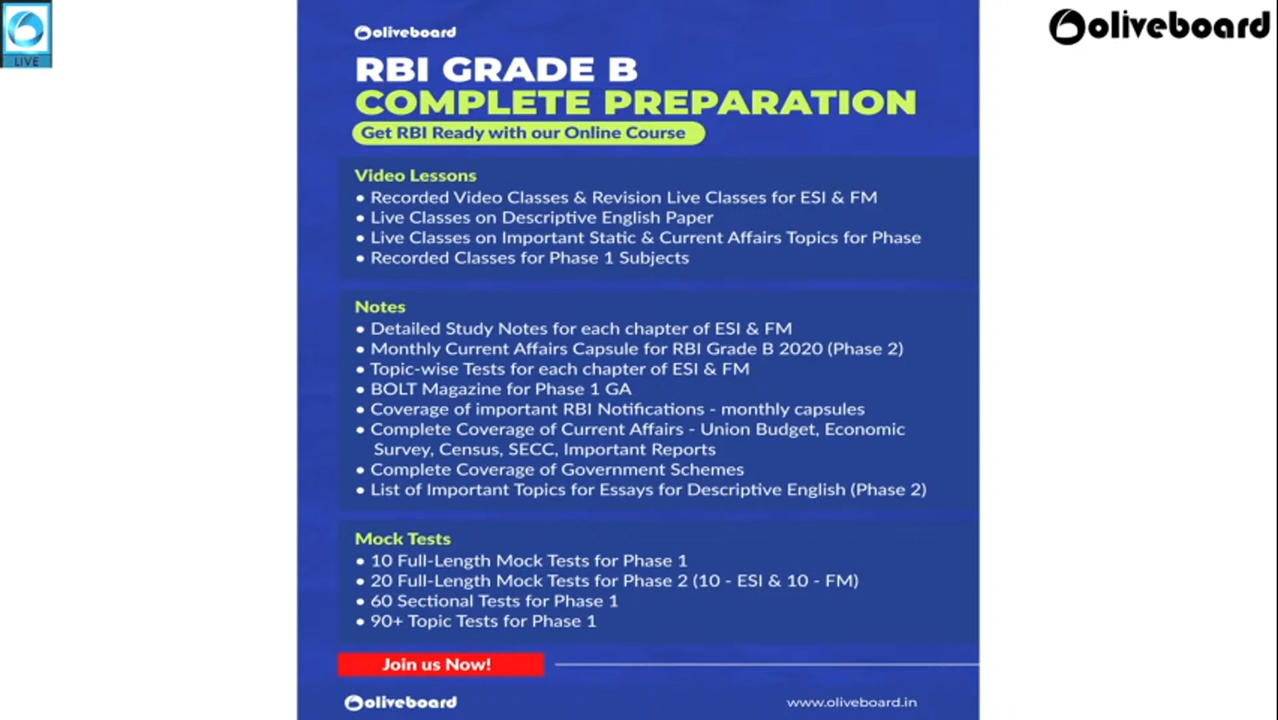 LIVE
oliveboard
oliveboard
RBI GRADE B
COMPLETE PREPARATION
Get RBI Ready with our Online Course
Video Lessons
• Recorded Video Classes & Revision Live Classes for ESI & FM
• Live Classes on Descriptive English Paper
• Live Classes on Important Static & Current Affairs Topics for Phase
• Recorded Classes for Phase 1 Subjects
Notes
• Detailed Study Notes for each chapter of ESI & FM
• Monthly Current Affairs Capsule for RBI Grade B 2020 (Phase 2)
• Topic-wise Tests for each chapter of ESI & FM
• BOLT Magazine for Phase 1 GA
• Coverage of important RBI Notifications - monthly capsules
• Complete Coverage of Current Affairs - Union Budget, Economic
Survey, Census, SECC, Important Reports
• Complete Coverage of Government Schemes
• List of Important Topics for Essays for Descriptive English (Phase 2)
Mock Tests
• 10 Full-Length Mock Tests for Phase 1
• 20 Full-Length Mock Tests for Phase 2 (10 - ESI & 10 - FM)
• 60 Sectional Tests for Phase 1
• 90+ Topic Tests for Phase 1
Join us Now!
oliveboard
www.oliveboard.in